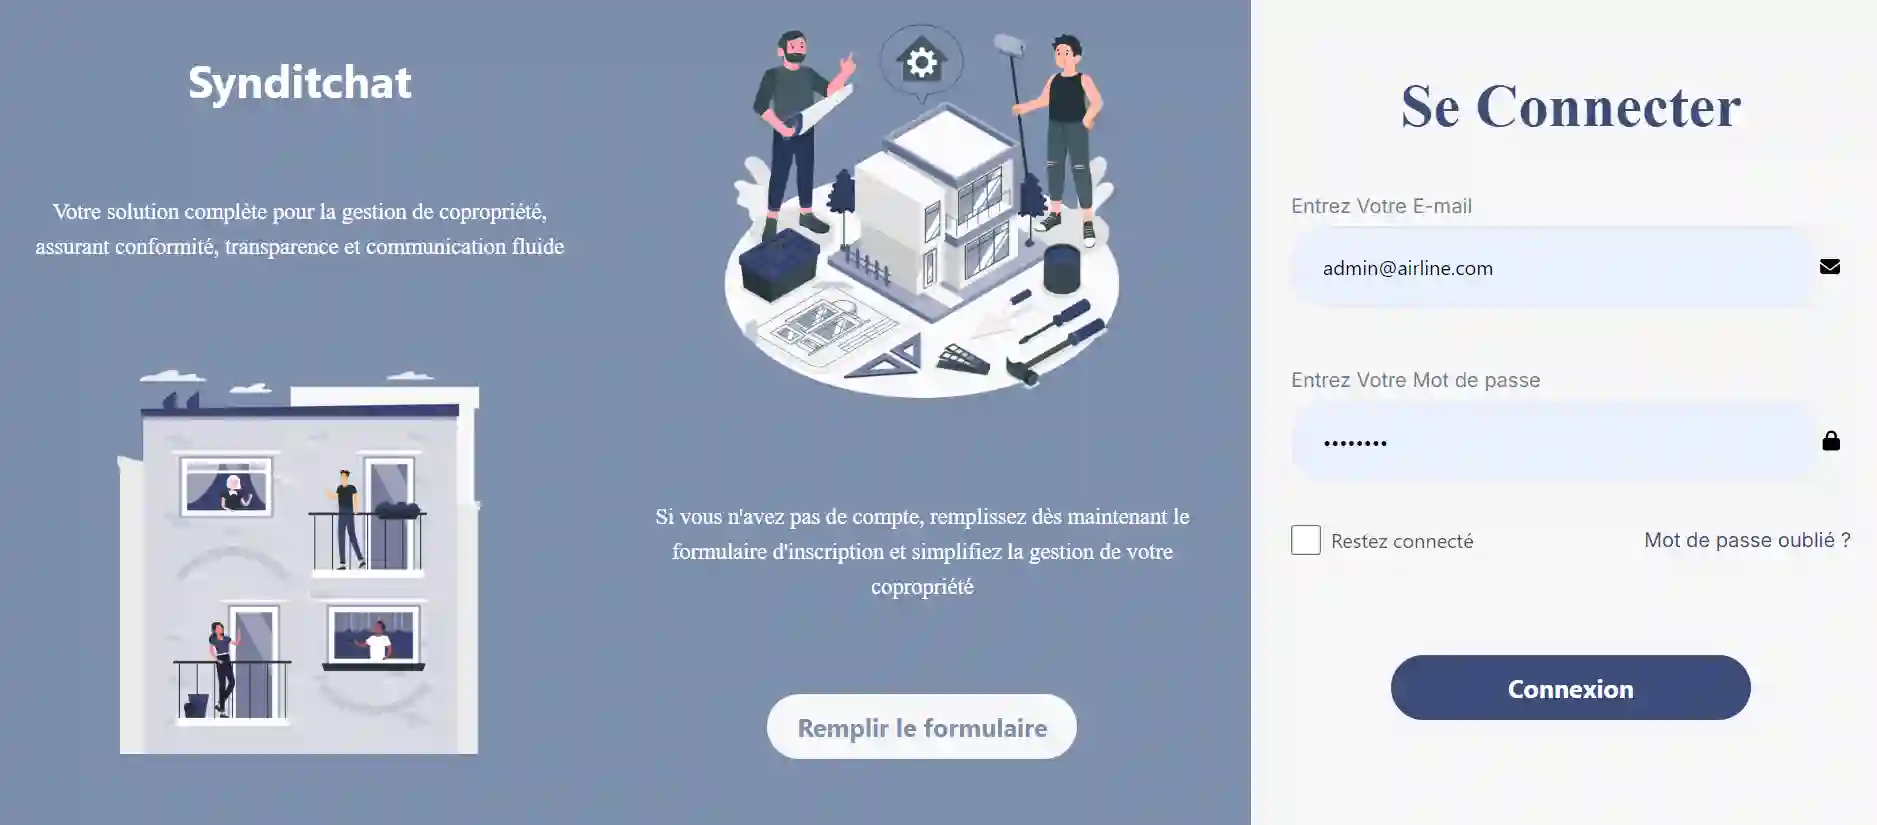 Synditchat
Votre solution complète pour la gestion de copropriété,
assurant conformité, transparence et communication fluide
Si vous n'avez pas de compte, remplissez dès maintenant le
formulaire d'inscription et simplifiez la gestion de votre
copropriété
Remplir le formulaire
Se Connecter
Entrez Votre E-mail
admin@airline.com
Entrez Votre Mot de passe
••••••••
Restez connecté
Mot de passe oublié ?
Connexion